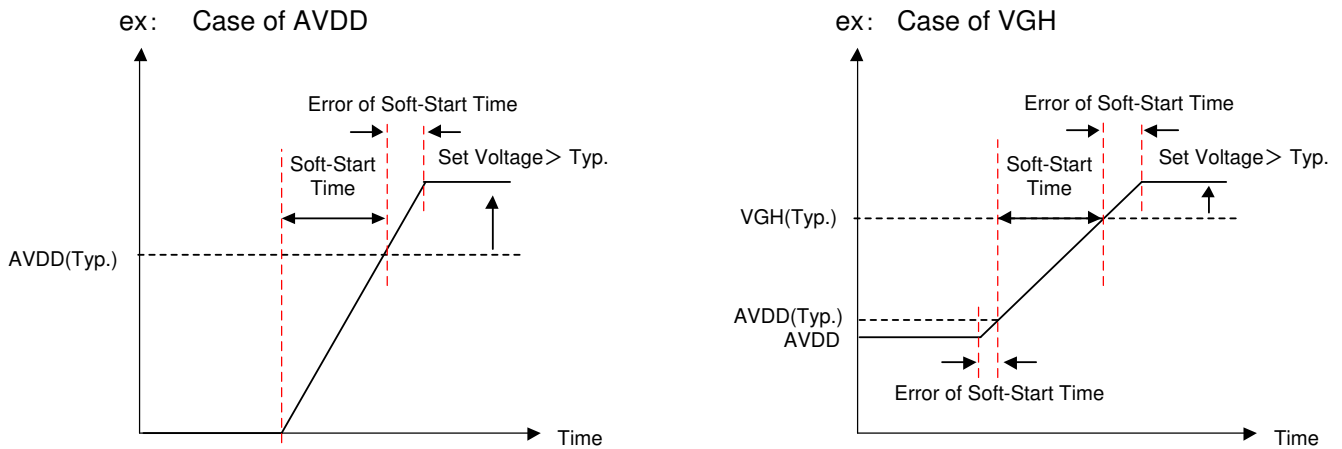 ex: Case of AVDD
Error of Soft-Start Time
Soft-Start
Time
Set Voltage＞ Typ.
AVDD(Typ.)
Time
ex: Case of VGH
Error of Soft-Start Time
Soft-Start
Time
Set Voltage＞ Typ.
VGH(Typ.)
AVDD(Typ.)
AVDD
Error of Soft-Start Time
Time